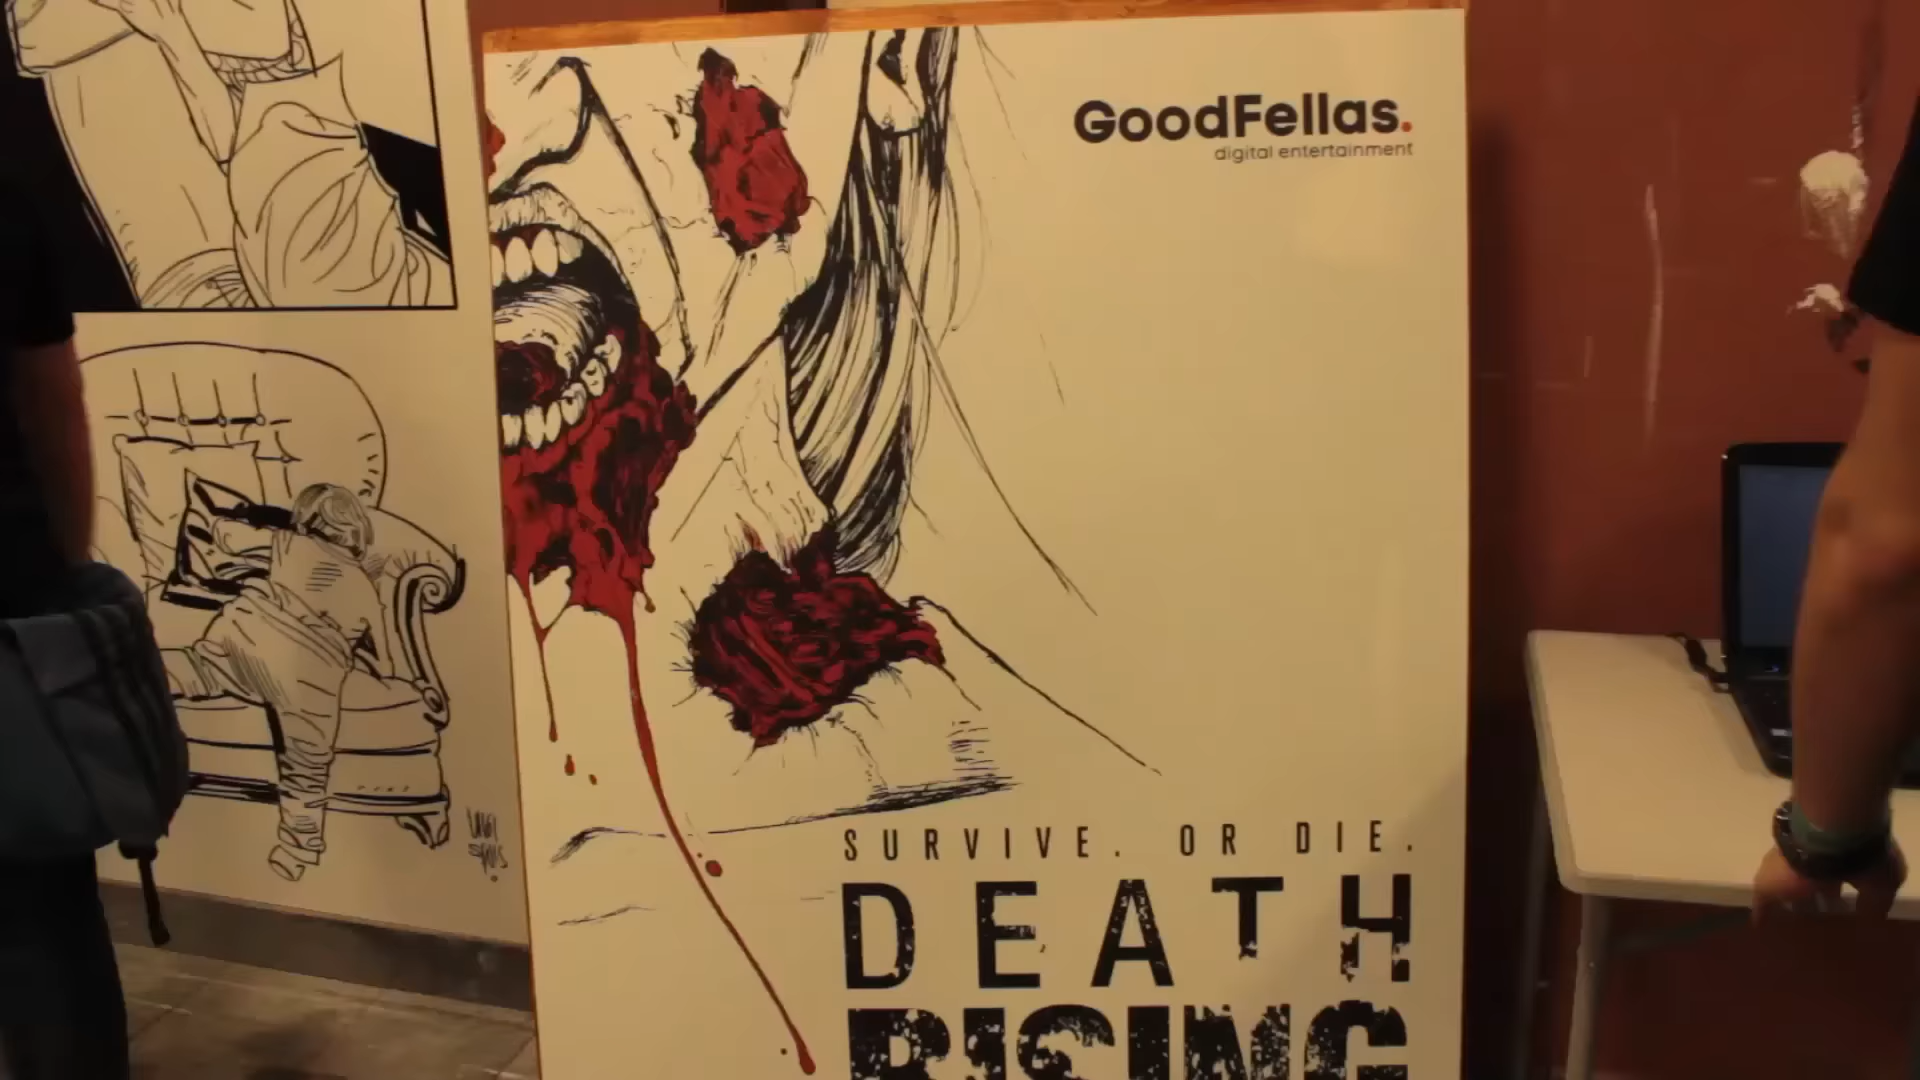 GoodFellas.
digital entertainment
SURVIVE. OR DIE.
DEATH
RISING